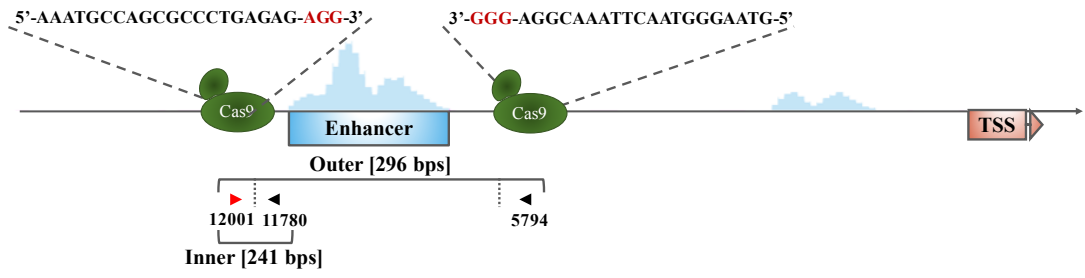 5'-AAATGCCAGCGCCCTGAGAG-AGG-3'
3'-GGG-AGGCAAATTCAATGGGAATG-5'
Cas9
Cas9
Enhancer
TSS
Outer [296 bps]
12001
11780
5794
Inner [241 bps]